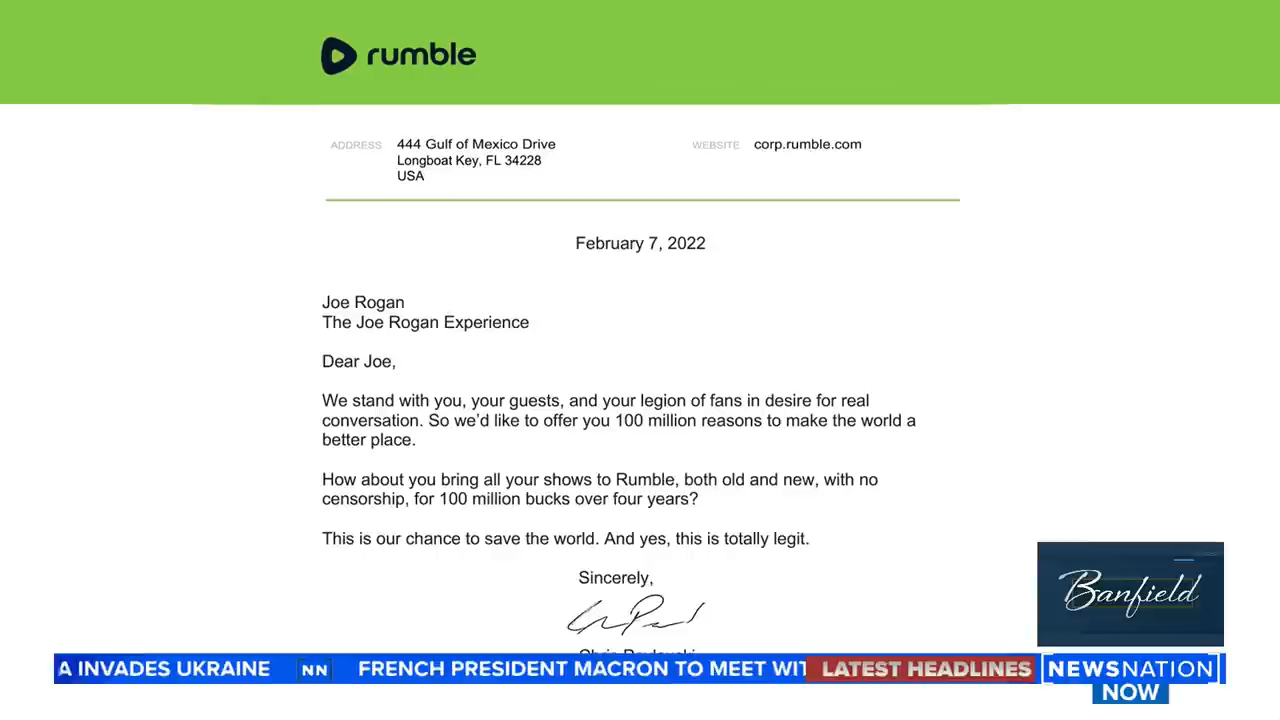 rumble
ADDRESS 444 Gulf of Mexico Drive WEBSITE corp.rumble.com
Longboat Key, FL 34228
USA
February 7, 2022
Joe Rogan
The Joe Rogan Experience
Dear Joe,
We stand with you, your guests, and your legion of fans in desire for real
conversation. So we'd like to offer you 100 million reasons to make the world a
better place.
How about you bring all your shows to Rumble, both old and new, with no
censorship, for 100 million bucks over four years?
This is our chance to save the world. And yes, this is totally legit.
Sincerely,
Banfield
A INVADES UKRAINE NN FRENCH PRESIDENT MACRON TO MEET WIT LATEST HEADLINES NEWSNATION
NOW